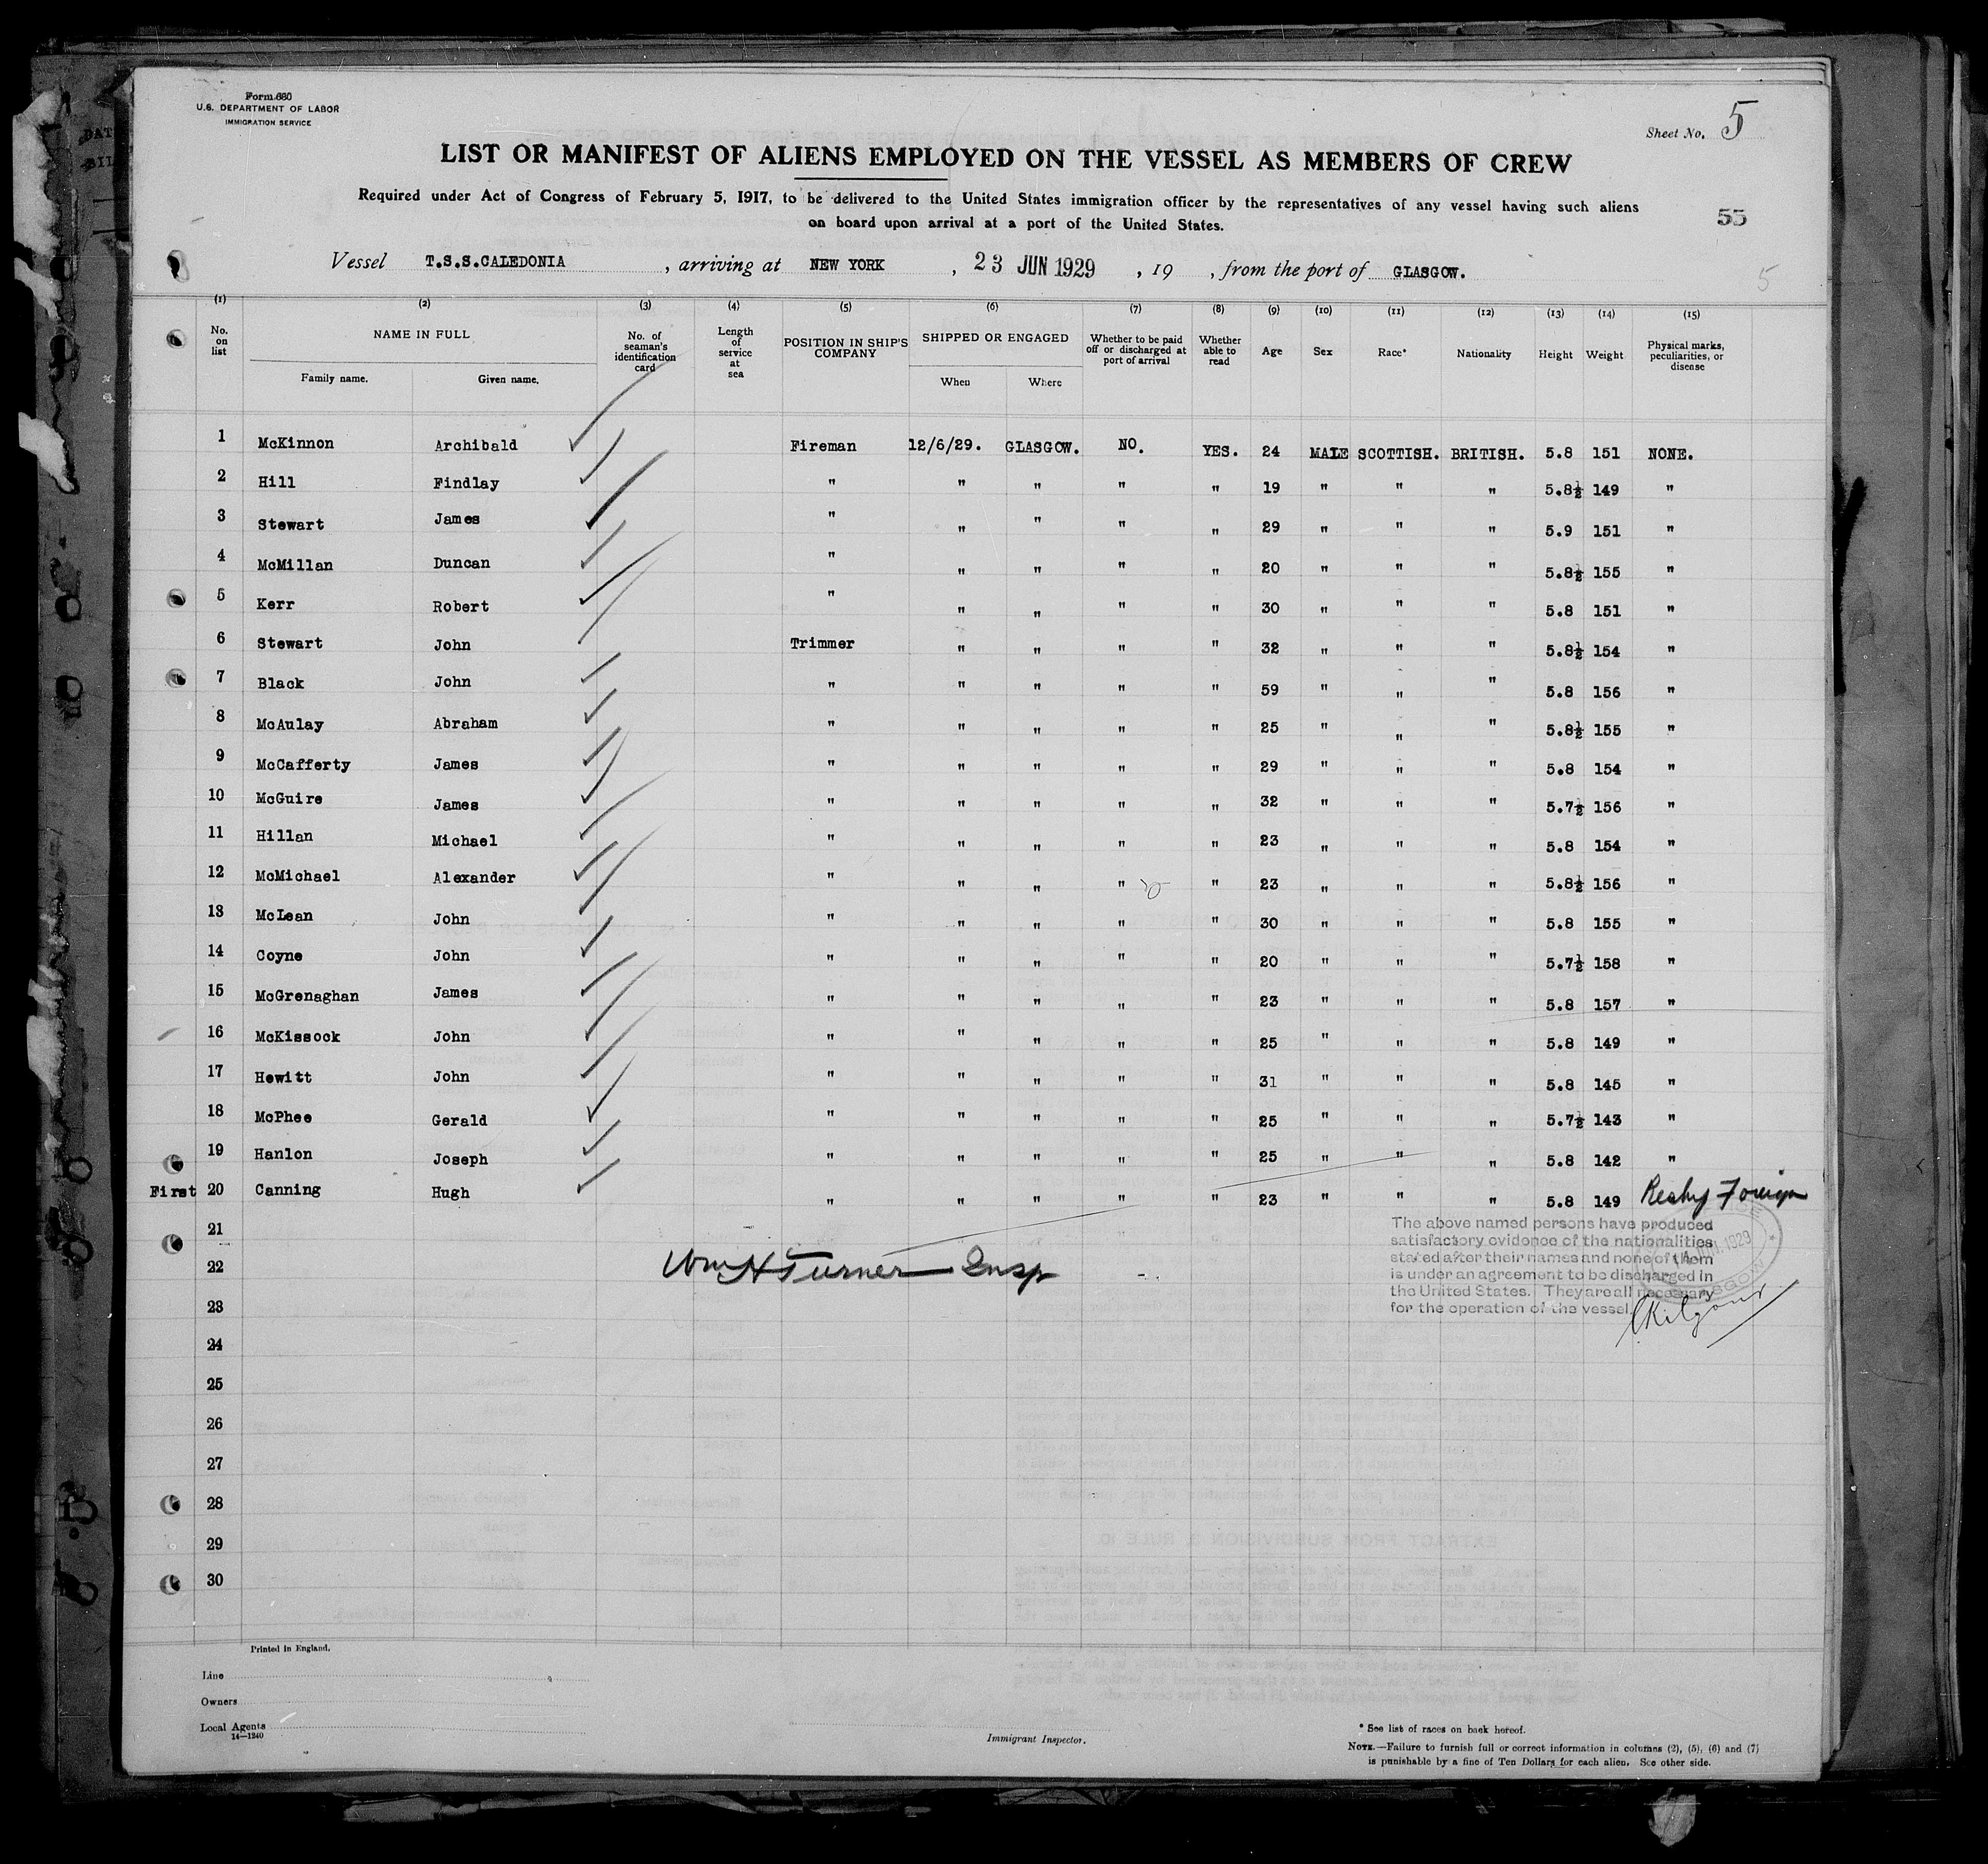 Form 680
U.S. DEPARTMENT OF LABOR
IMMIGRATION SERVICE
Sheet No. 5
LIST OR MANIFEST OF ALIENS EMPLOYED ON THE VESSEL AS MEMBERS OF CREW
Required under Act of Congress of February 5, 1917, to be delivered to the United States immigration officer by the representatives of any vessel having such aliens
on board upon arrival at a port of the United States.
55
Vessel T.S.S.CALEDONIA , arriving at NEW YORK , 23 JUN 1929 , 19 , from the port of GLASGOW.
5
(1) (2) (3) (4) (5) (6) (7) (8) (9) (10) (11) (12) (13) (14) (15)
No. on list NAME IN FULL Family name. Given name. No. of seaman's identification card Length of service at sea POSITION IN SHIP'S COMPANY SHIPPED OR ENGAGED When Where Whether to be paid off or discharged at port of arrival Whether able to read Age Sex Race* Nationality Height Weight Physical marks, peculiarities, or disease
1 McKinnon Archibald Fireman 12/6/29. GLASGOW. NO. YES. 24 MALE SCOTTISH. BRITISH. 5.8 151 NONE.
2 Hill Findlay " " " " " 19 " " " 5.8½ 149 "
3 Stewart James " " " " " 29 " " " 5.9 151 "
4 McMillan Duncan " " " " " 20 " " " 5.8½ 155 "
5 Kerr Robert " " " " " 30 " " " 5.8 151 "
6 Stewart John Trimmer " " " " 32 " " " 5.8½ 154 "
7 Black John " " " " " 59 " " " 5.8 156 "
8 McAulay Abraham " " " " " 25 " " " 5.8½ 155 "
9 McCafferty James " " " " " 29 " " " 5.8 154 "
10 McGuire James " " " " " 32 " " " 5.7½ 156 "
11 Hillan Michael " " " " " 23 " " " 5.8 154 "
12 McMichael Alexander " " " " " 23 " " " 5.8½ 156 "
13 McLean John " " " " " 30 " " " 5.8 155 "
14 Coyne John " " " " " 20 " " " 5.7½ 158 "
15 McGrenaghan James " " " " " 23 " " " 5.8 157 "
16 McKissock John " " " " " 25 " " " 5.8 149 "
17 Hewitt John " " " " " 31 " " " 5.8 145 "
18 McPhee Gerald " " " " " 25 " " " 5.7½ 143 "
19 Hanlon Joseph " " " " " 25 " " " 5.8 142 "
First 20 Canning Hugh " " " " " 23 " " " 5.8 149 Foreign
21
22 Wm H Turner Insp
23
24
25
26
27
28
29
30
The above named persons have produced
satisfactory evidence of the nationalities
stated after their names and none of them
is under an agreement to be discharged in
the United States. They are all necessary
for the operation of the vessel.
Kilgour
Printed in England.
Line
Owners
Local Agents
14—1240
Immigrant Inspector.
* See list of races on back hereof.
NOTE.—Failure to furnish full or correct information in columns (2), (5), (6) and (7)
is punishable by a fine of Ten Dollars for each alien. See other side.